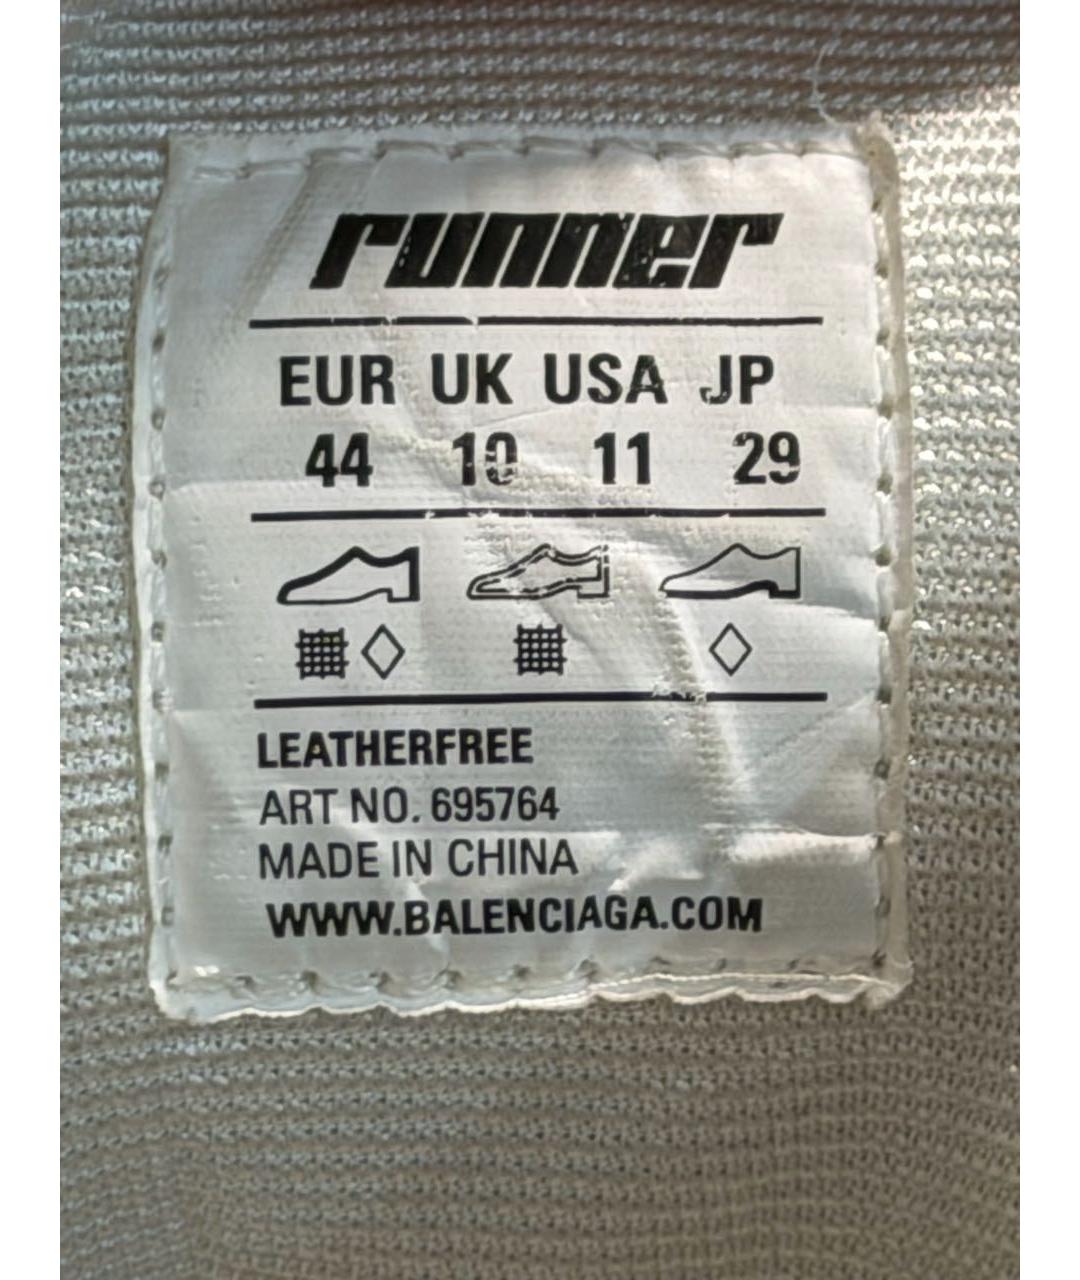 runner
EUR UK USA JP
44 10 11 29
LEATHERFREE
ART NO. 695764
MADE IN CHINA
WWW.BALENCIAGA.COM